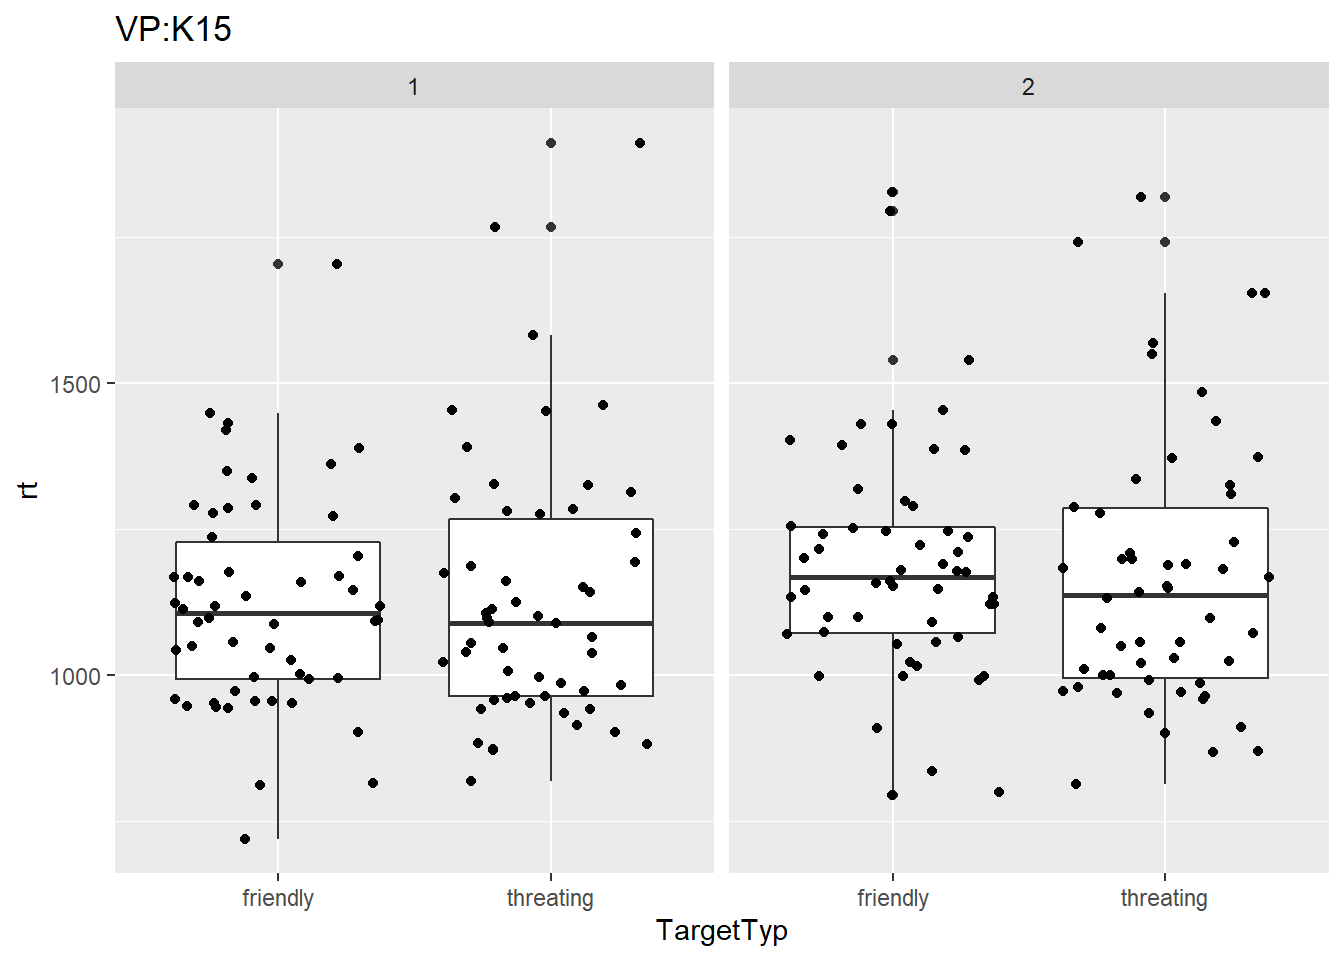 VP:K15
1
2
rt
1500
1000
friendly
threating
friendly
threating
TargetTyp